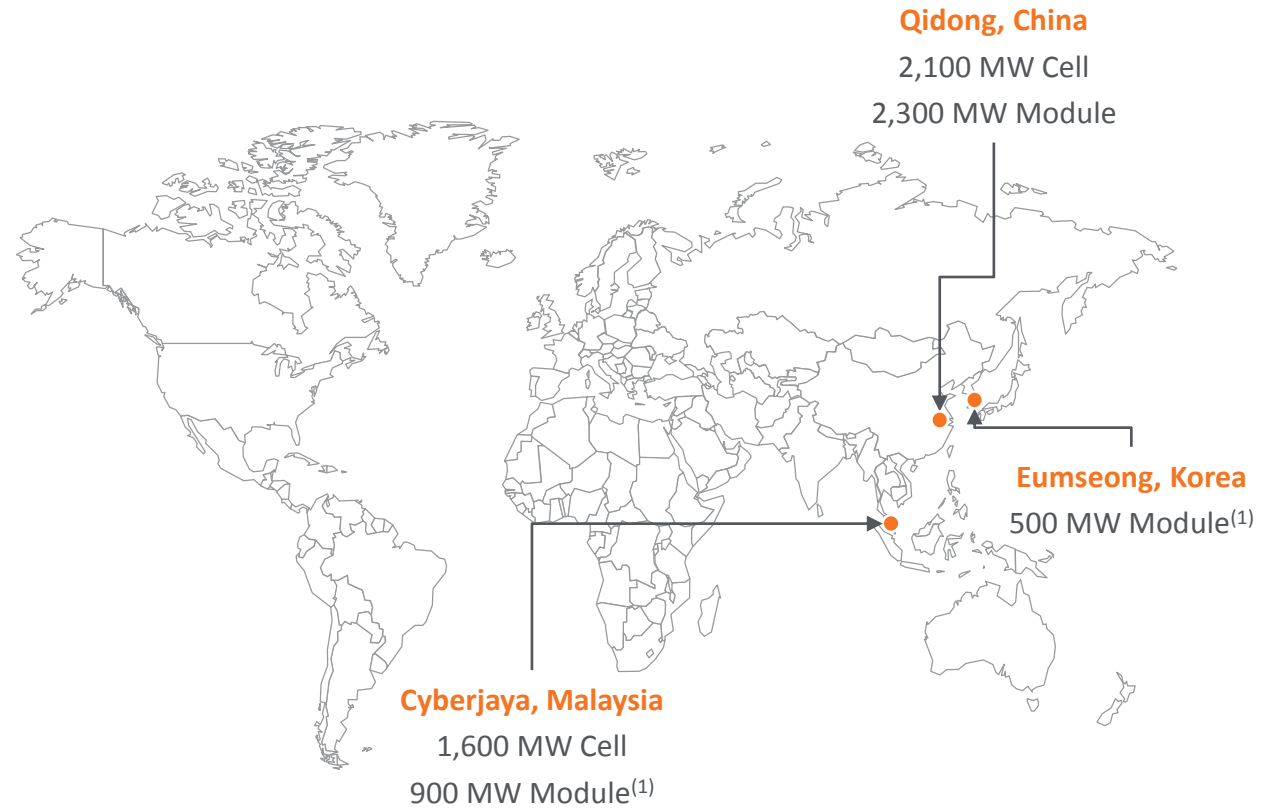 Qidong, China
2,100 MW Cell
2,300 MW Module
Eumseong, Korea
500 MW Module(1)
Cyberjaya, Malaysia
1,600 MW Cell
900 MW Module(1)